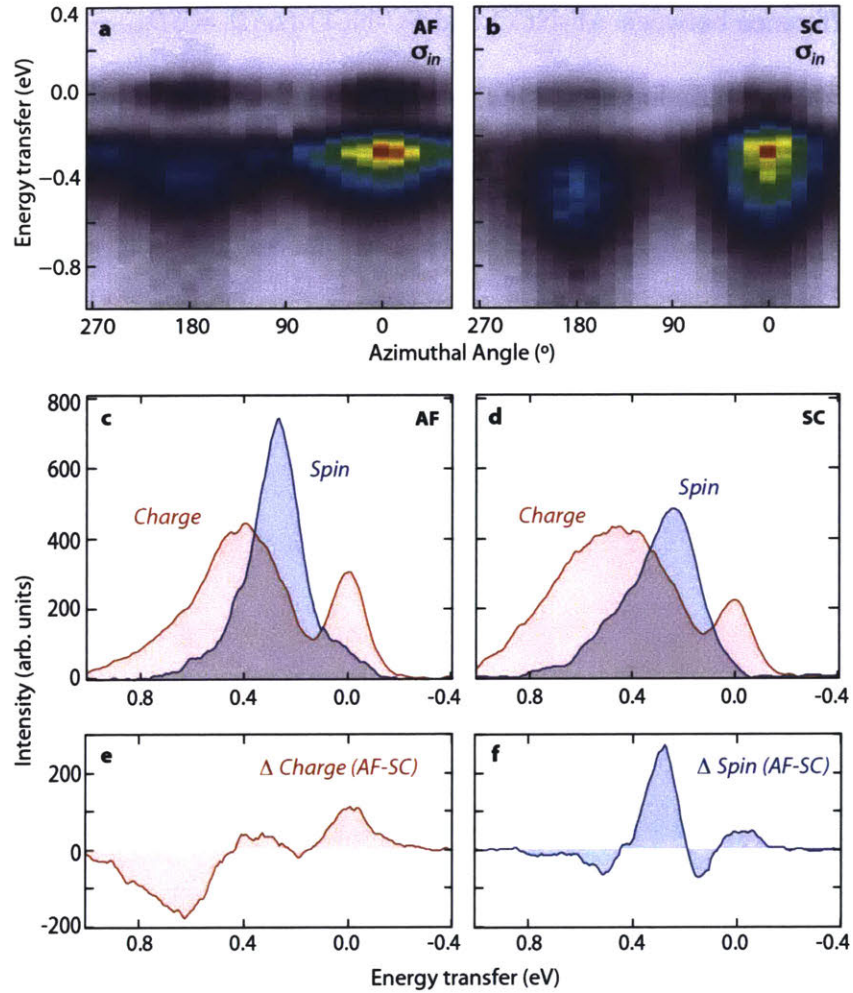 a AF
σin
b SC
σin
Energy transfer (eV)
0.4
0.0
−0.4
−0.8
270 180 90 0
270 180 90 0
Azimuthal Angle (º)
c AF
Spin
Charge
800
600
400
200
0
0.8 0.4 0.0 -0.4
d SC
Spin
Charge
0.8 0.4 0.0 -0.4
Intensity (arb. units)
e
Δ Charge (AF-SC)
200
0
-200
0.8 0.4 0.0 -0.4
f
Δ Spin (AF-SC)
0.8 0.4 0.0 -0.4
Energy transfer (eV)